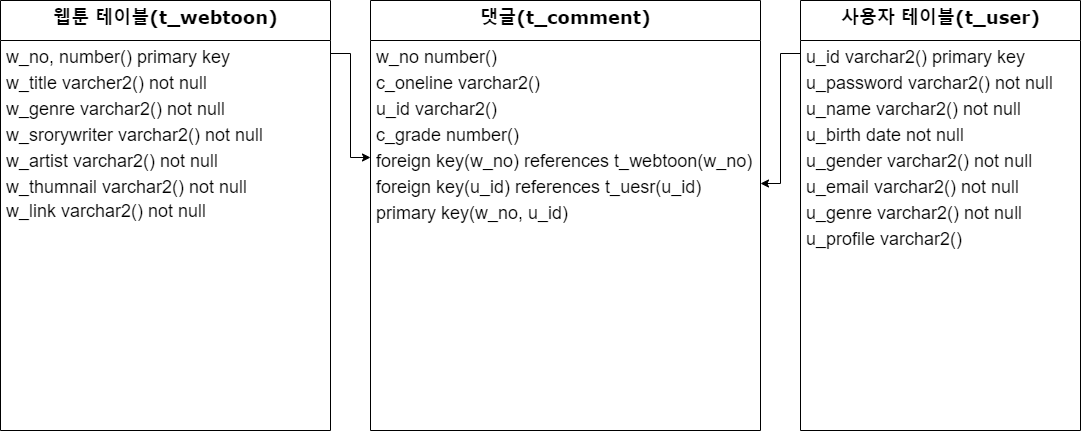 웹툰 테이블(t_webtoon)
w_no, number() primary key
w_title varcher2() not null
w_genre varchar2() not null
w_srorywriter varchar2() not null
w_artist varchar2() not null
w_thumnail varchar2() not null
w_link varchar2() not null
댓글(t_comment)
w_no number()
c_oneline varchar2()
u_id varchar2()
c_grade number()
foreign key(w_no) references t_webtoon(w_no)
foreign key(u_id) references t_uesr(u_id)
primary key(w_no, u_id)
사용자 테이블(t_user)
u_id varchar2() primary key
u_password varchar2() not null
u_name varchar2() not null
u_birth date not null
u_gender varchar2() not null
u_email varchar2() not null
u_genre varchar2() not null
u_profile varchar2()